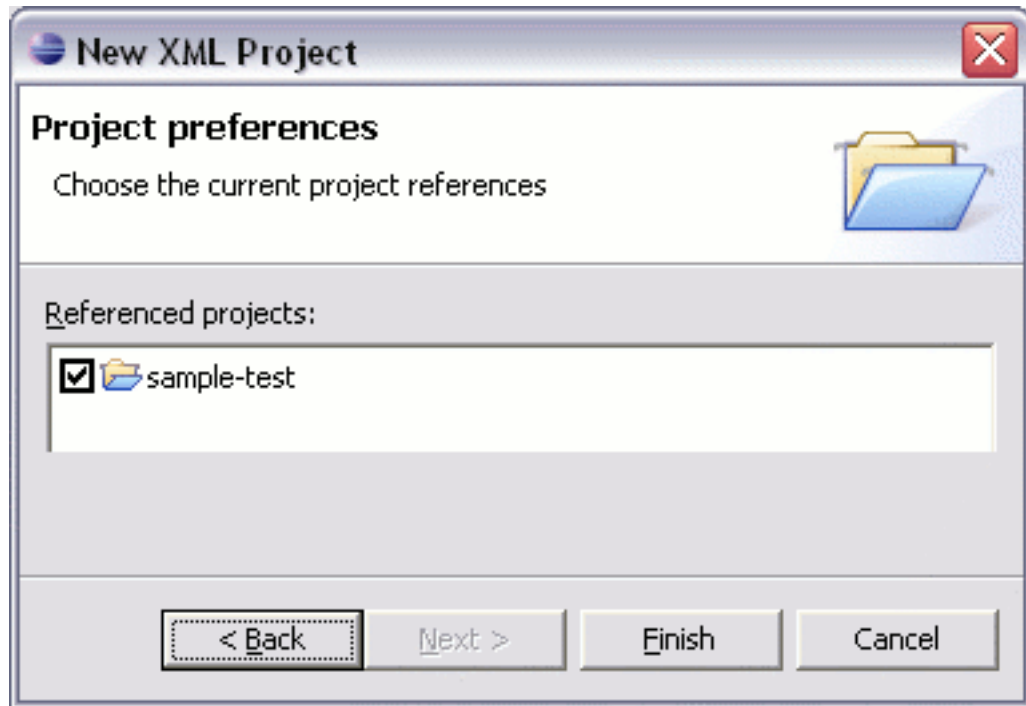 New XML Project
Project preferences
Choose the current project references
Referenced projects:
sample-test
< Back Next > Finish Cancel